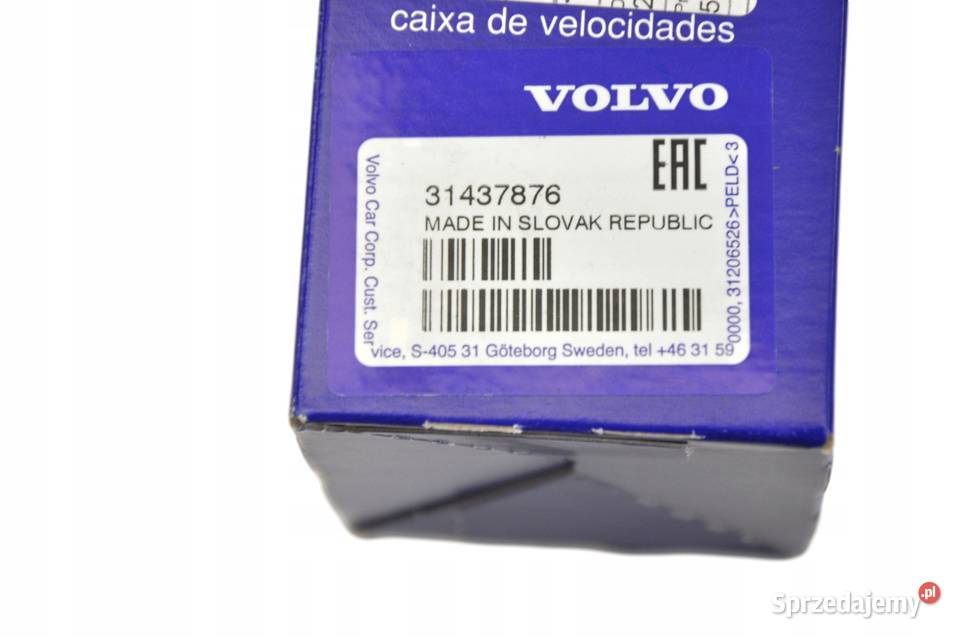 caixa de velocidades
VOLVO
EAC
31437876
MADE IN SLOVAK REPUBLIC
Volvo Car Corp. Cust. Ser
vice, S-405 31 Göteborg Sweden, tel +46 31 59
0000, 31206526>PELD<3
Sprzedajemy.pl